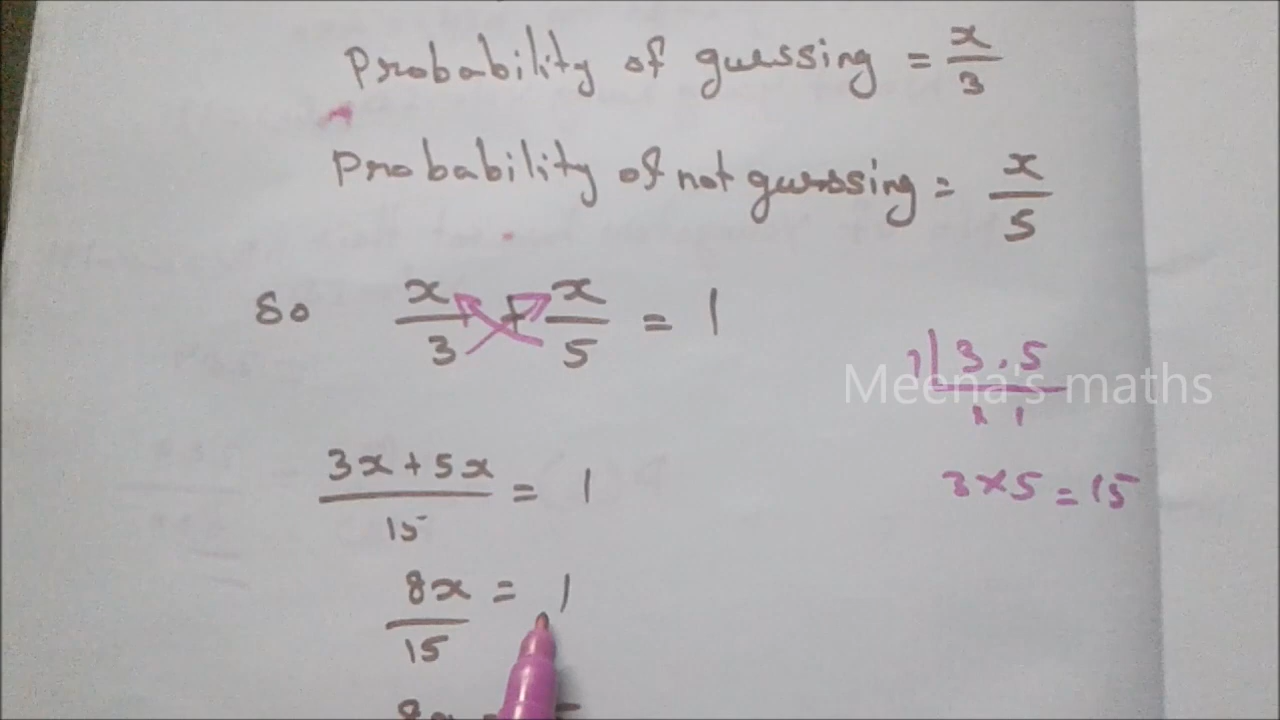 Probability of guessing = x/3
Probability of not guessing = x/5
So x/3 + x/5 = 1
1 | 3 . 5
Meena's maths
3x + 5x / 15 = 1
3 x 5 = 15
8x / 15 = 1